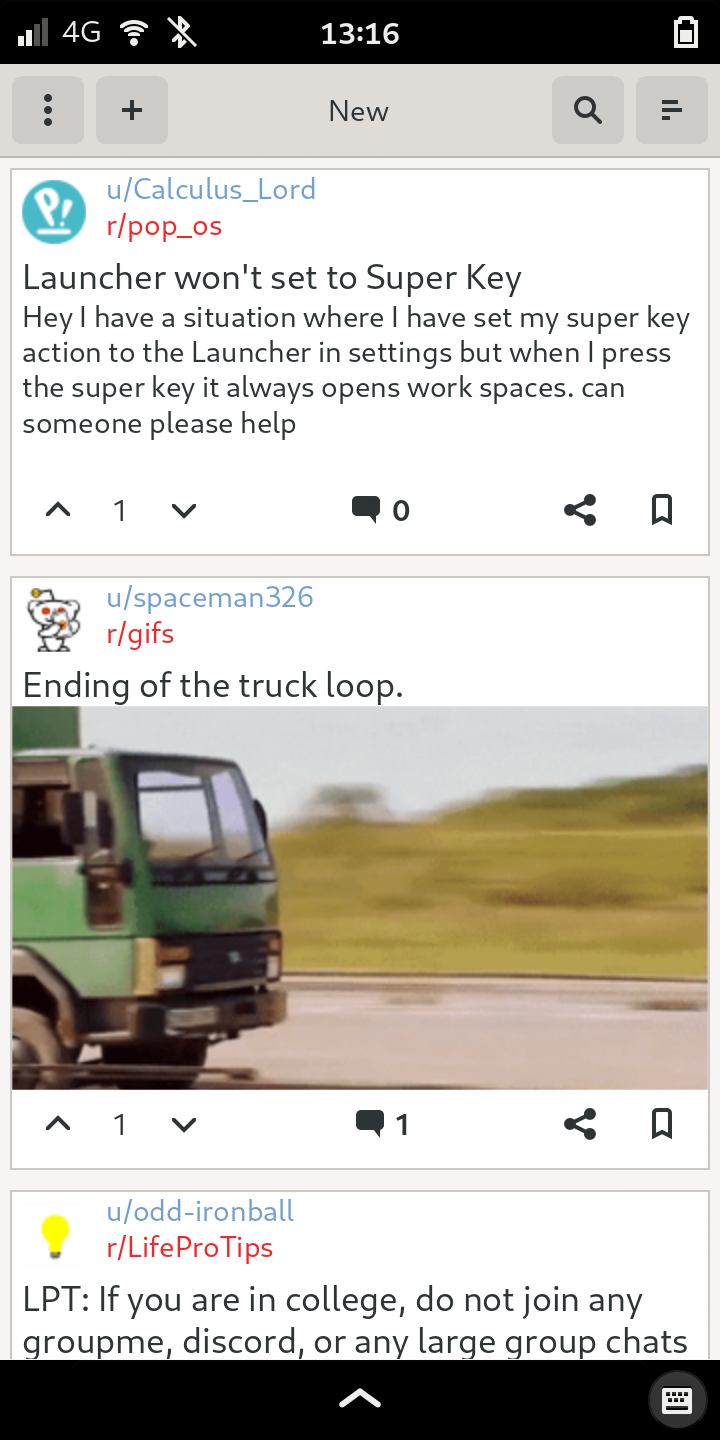 4G 13:16
New
u/Calculus_Lord
r/pop_os
Launcher won't set to Super Key
Hey I have a situation where I have set my super key
action to the Launcher in settings but when I press
the super key it always opens work spaces. can
someone please help
1 0
u/spaceman326
r/gifs
Ending of the truck loop.
1 1
u/odd-ironball
r/LifeProTips
LPT: If you are in college, do not join any
groupme, discord, or any large group chats